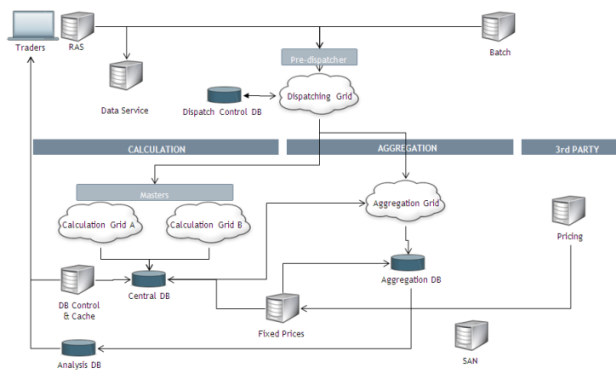 Traders
RAS
Batch
Pre-dispatcher
Data Service
Dispatch Control DB
Dispatching Grid
CALCULATION
AGGREGATION
3rd PARTY
Masters
Calculation Grid A
Calculation Grid B
Aggregation Grid
Pricing
DB Control
& Cache
Central DB
Aggregation DB
Fixed Prices
SAN
Analysis DB